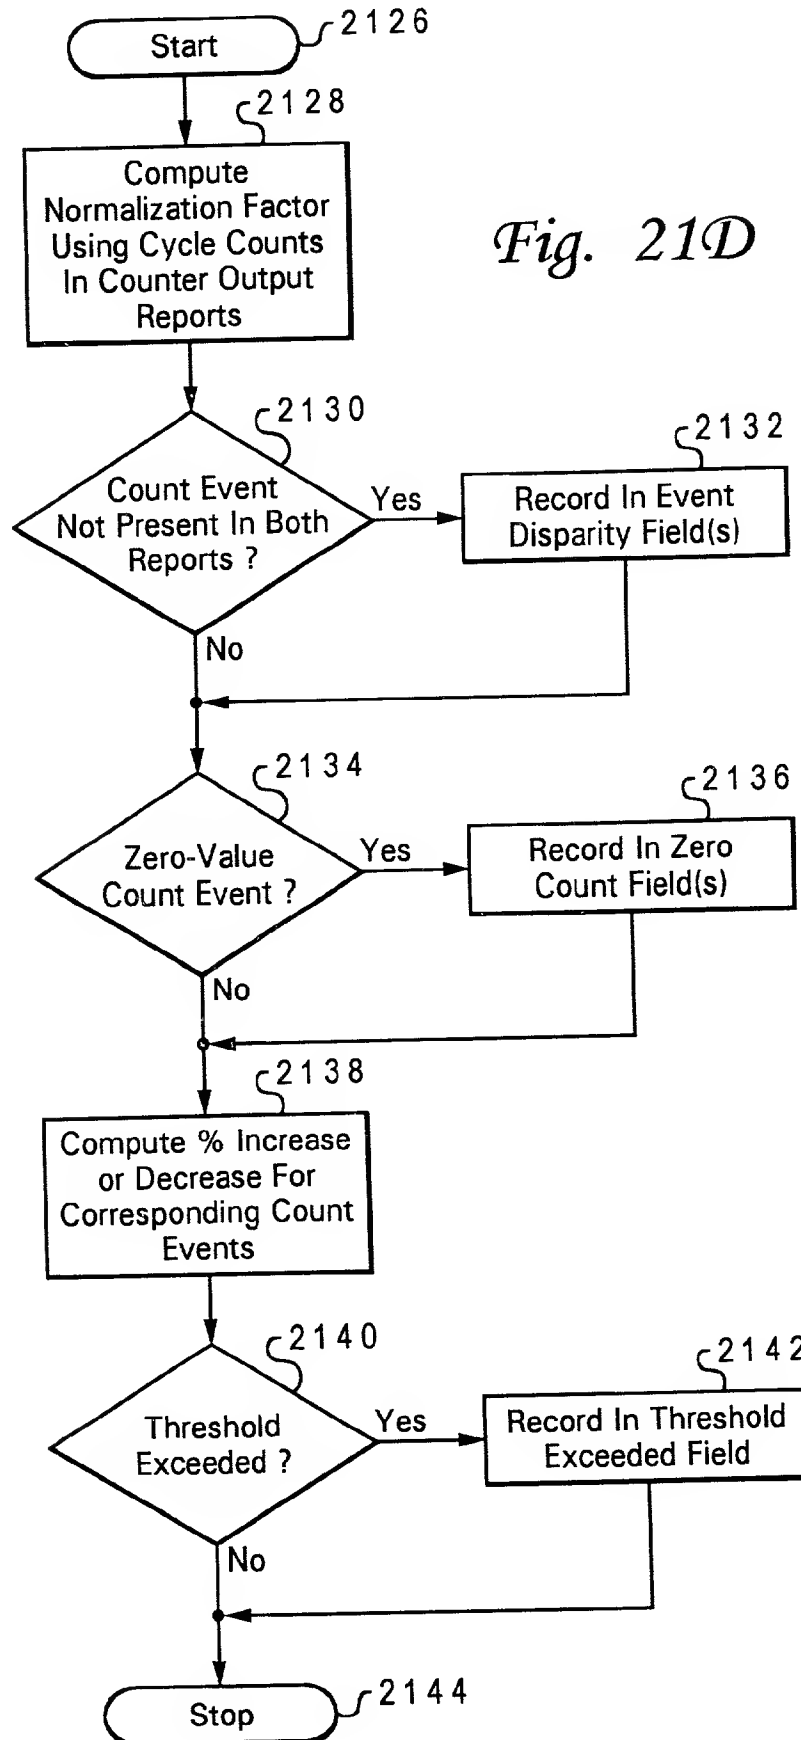 Start
2126
2128
Compute
Normalization Factor
Using Cycle Counts
In Counter Output
Reports
Fig. 21D
2130
Count Event
Not Present In Both
Reports ?
Yes
2132
Record In Event
Disparity Field(s)
No
2134
Zero-Value
Count Event ?
Yes
2136
Record In Zero
Count Field(s)
No
2138
Compute % Increase
or Decrease For
Corresponding Count
Events
2140
Threshold
Exceeded ?
Yes
2142
Record In Threshold
Exceeded Field
No
Stop
2144